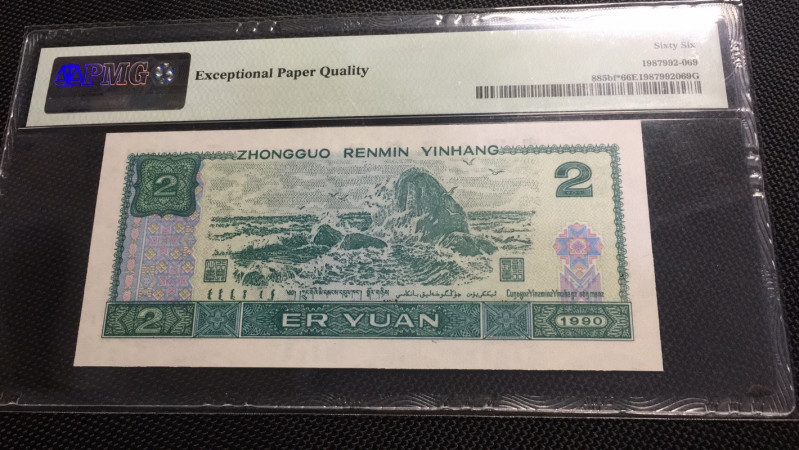 PMG
Exceptional Paper Quality
Sixty Six
1987992-069
885bf*66E1987992069G
ZHONGGUO RENMIN YINHANG
2
2
2
ER YUAN
1990